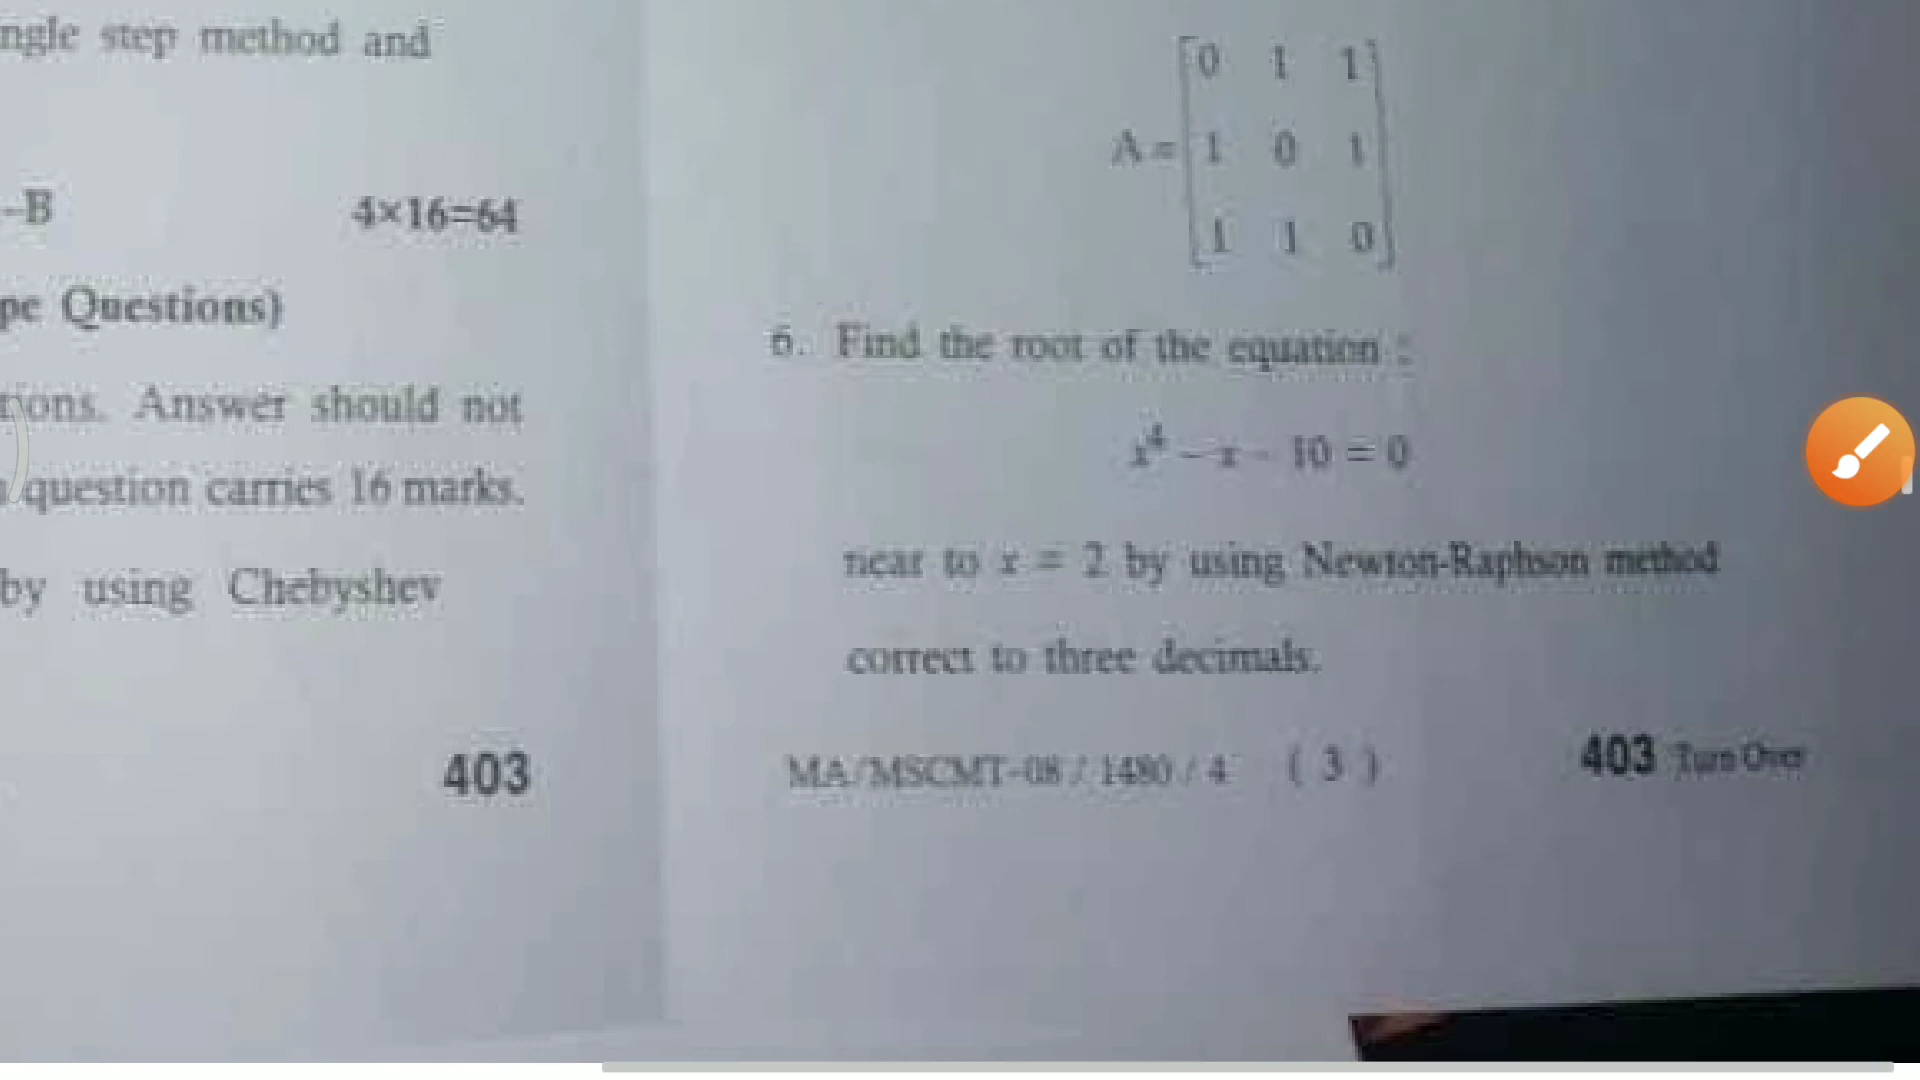 ngle step method and
-B 4×16=64
pe Questions)
tions. Answer should not
question carries 16 marks.
by using Chebyshev
403
A = [0 1 1
1 0 1
1 1 0]
6. Find the root of the equation :
x⁴ – x – 10 = 0
near to x = 2 by using Newton-Raphson method
correct to three decimals.
MA/MSCMT-08 / 1480 / 4 ( 3 ) 403 Turn Over